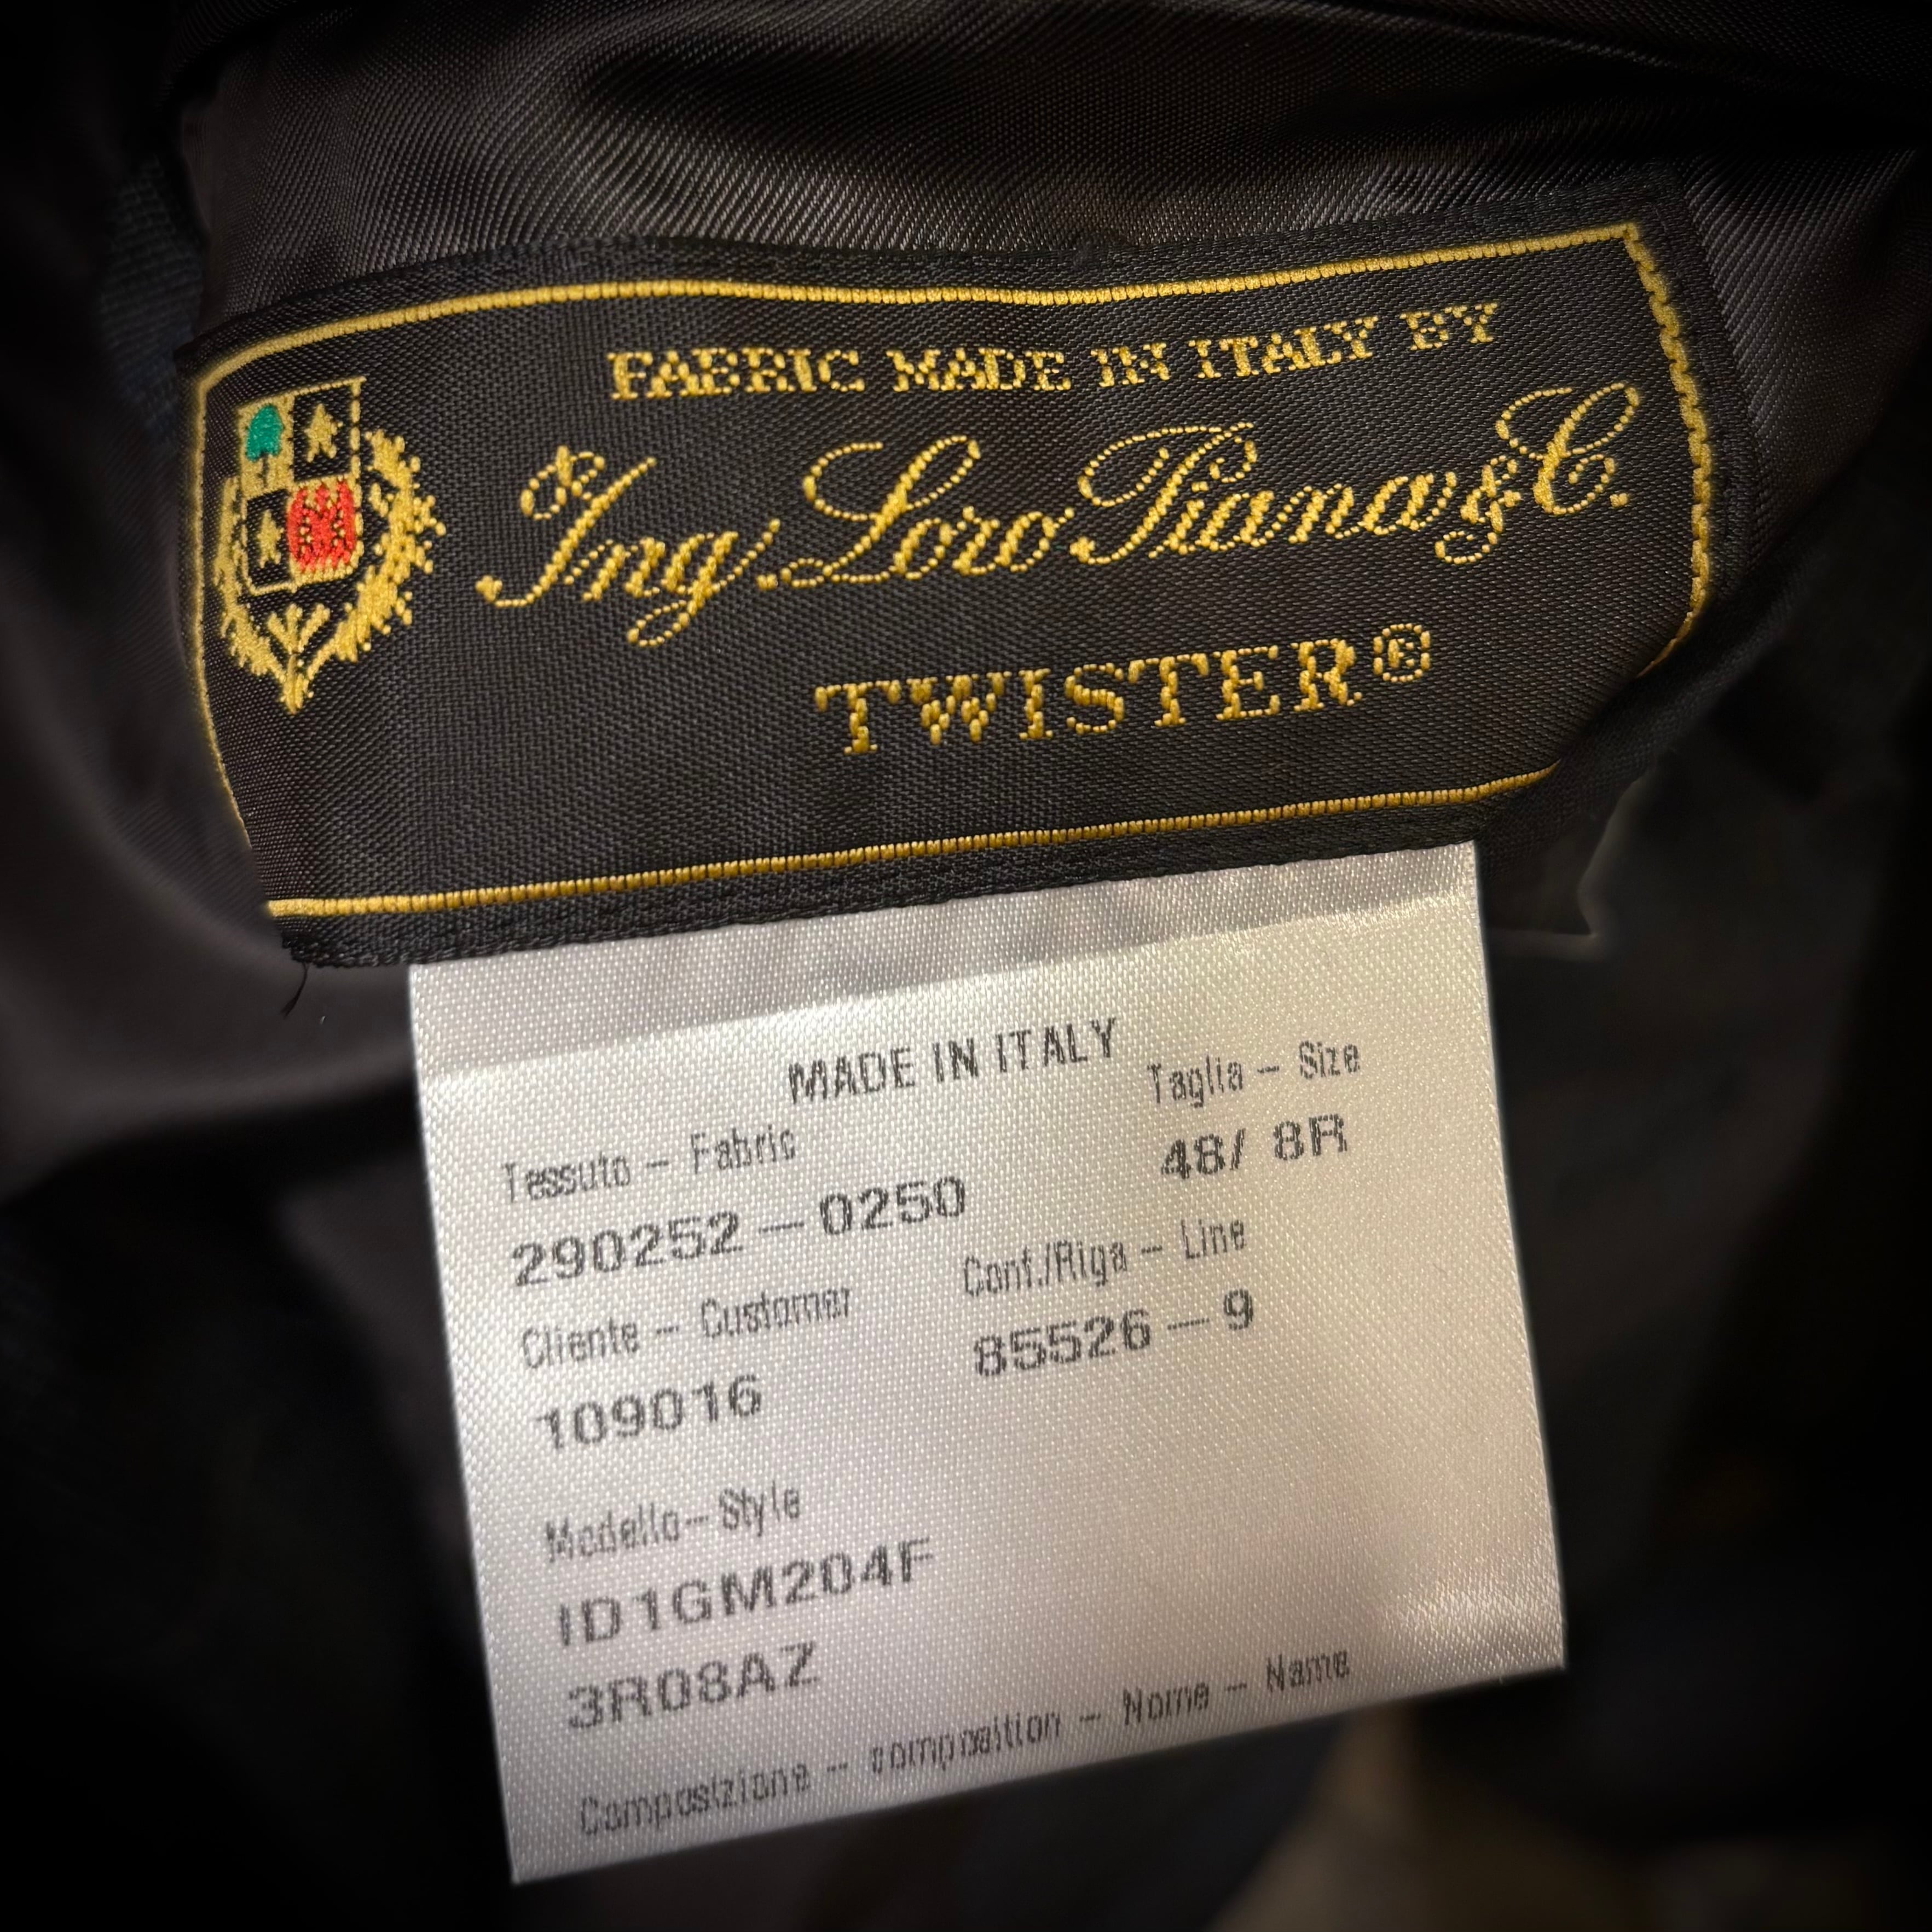 FABRIC MADE IN ITALY BY
Ing. Loro Piana & C.
TWISTER®
MADE IN ITALY
Taglia – Size
48/ 8R
Tessuto – Fabric
290252 – 0250
Conf./Riga – Line
85526 – 9
Cliente – Customer
109016
Modello – Style
ID1GM204F
3R08AZ
Composizione – composition – Nome – Name